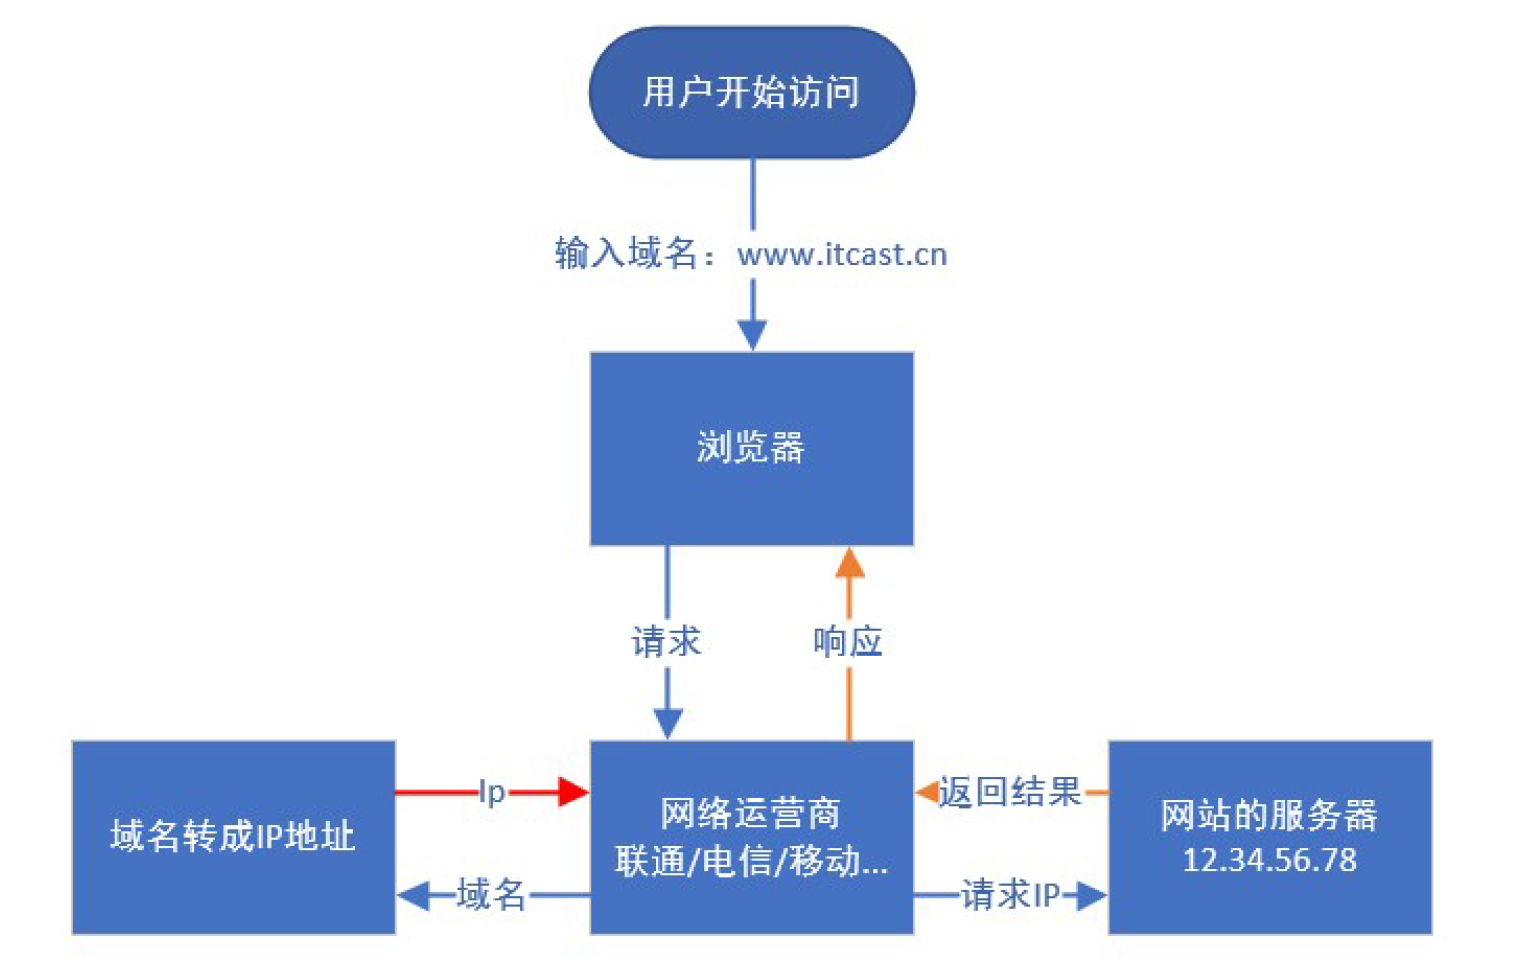 用户开始访问
输入域名：www.itcast.cn
浏览器
请求
响应
域名转成IP地址
Ip
域名
网络运营商
联通/电信/移动...
返回结果
请求IP
网站的服务器
12.34.56.78